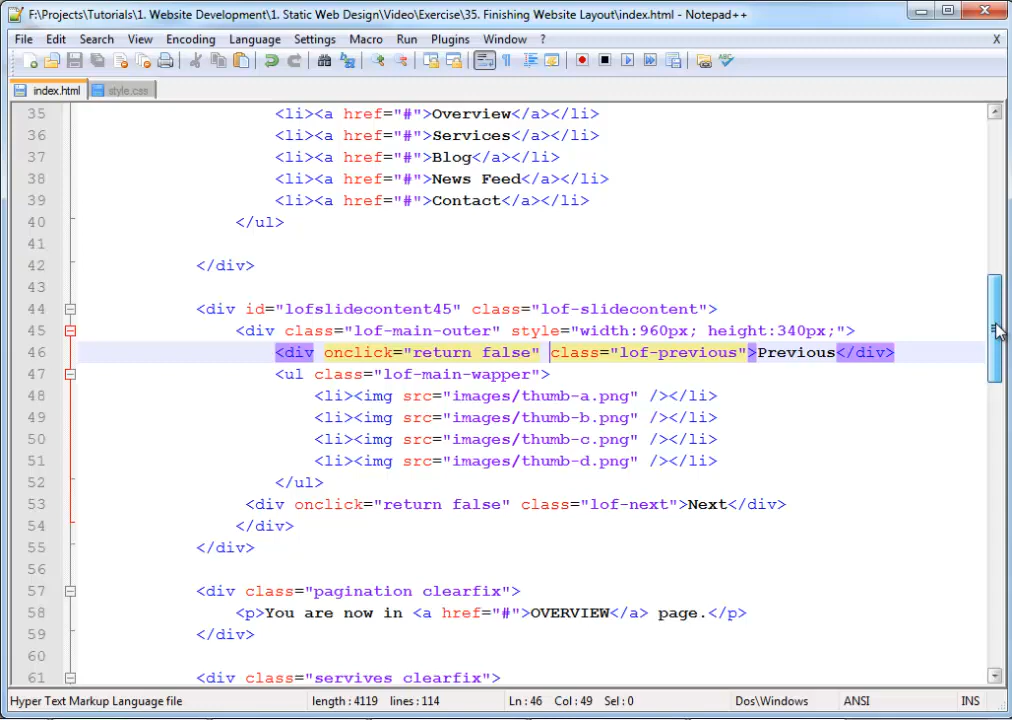 F:\Projects\Tutorials\1. Website Development\1. Static Web Design\Video\Exercise\35. Finishing Website Layout\index.html - Notepad++
File Edit Search View Encoding Language Settings Macro Run Plugins Window ? X
index.html style.css
35 <li><a href="#">Overview</a></li>
36 <li><a href="#">Services</a></li>
37 <li><a href="#">Blog</a></li>
38 <li><a href="#">News Feed</a></li>
39 <li><a href="#">Contact</a></li>
40 </ul>
41
42 </div>
43
44 <div id="lofslidecontent45" class="lof-slidecontent">
45 <div class="lof-main-outer" style="width:960px; height:340px;">
46 <div onclick="return false" class="lof-previous">Previous</div>
47 <ul class="lof-main-wapper">
48 <li><img src="images/thumb-a.png" /></li>
49 <li><img src="images/thumb-b.png" /></li>
50 <li><img src="images/thumb-c.png" /></li>
51 <li><img src="images/thumb-d.png" /></li>
52 </ul>
53 <div onclick="return false" class="lof-next">Next</div>
54 </div>
55 </div>
56
57 <div class="pagination clearfix">
58 <p>You are now in <a href="#">OVERVIEW</a> page.</p>
59 </div>
60
61 <div class="servives clearfix">
Hyper Text Markup Language file length : 4119 lines : 114 Ln : 46 Col : 49 Sel : 0 Dos\Windows ANSI INS